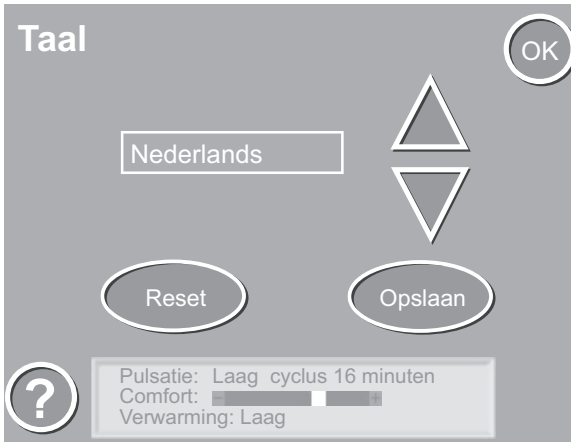 Taal
OK
Nederlands
Reset
Opslaan
?
Pulsatie: Laag cyclus 16 minuten
Comfort: - +
Verwarming: Laag